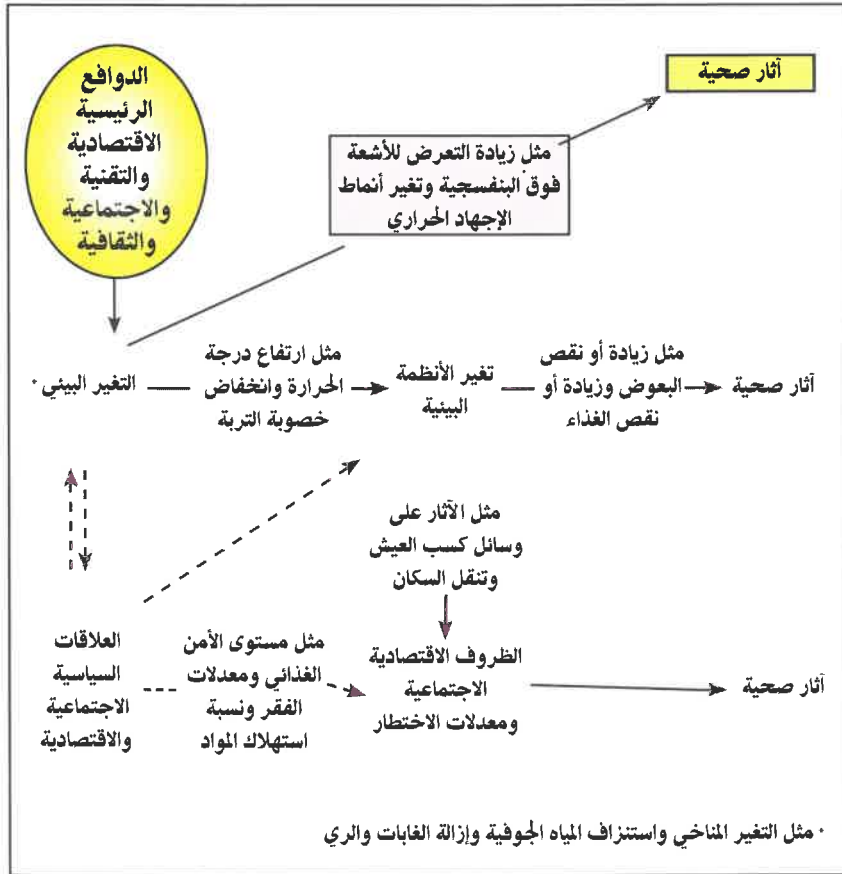 الدوافع
الرئيسية
الاقتصادية
والتقنية
والاجتماعية
والثقافية
آثار صحية
مثل زيادة التعرض للأشعة
فوق البنفسجية وتغير أنماط
الإجهاد الحراري
التغير البيئي ·
مثل ارتفاع درجة
الحرارة وانخفاض
خصوبة التربة
تغير الأنظمة
البيئية
مثل زيادة أو نقص
البعوض وزيادة أو
نقص الغذاء
آثار صحية
مثل الآثار على
وسائل كسب العيش
وتنقل السكان
العلاقات
السياسية
الاجتماعية
والاقتصادية
مثل مستوى الأمن
الغذائي ومعدلات
الفقر ونسبة
استهلاك المواد
الظروف الاقتصادية
الاجتماعية
ومعدلات الاختطار
آثار صحية
· مثل التغير المناخي واستنزاف المياه الجوفية وإزالة الغابات والري